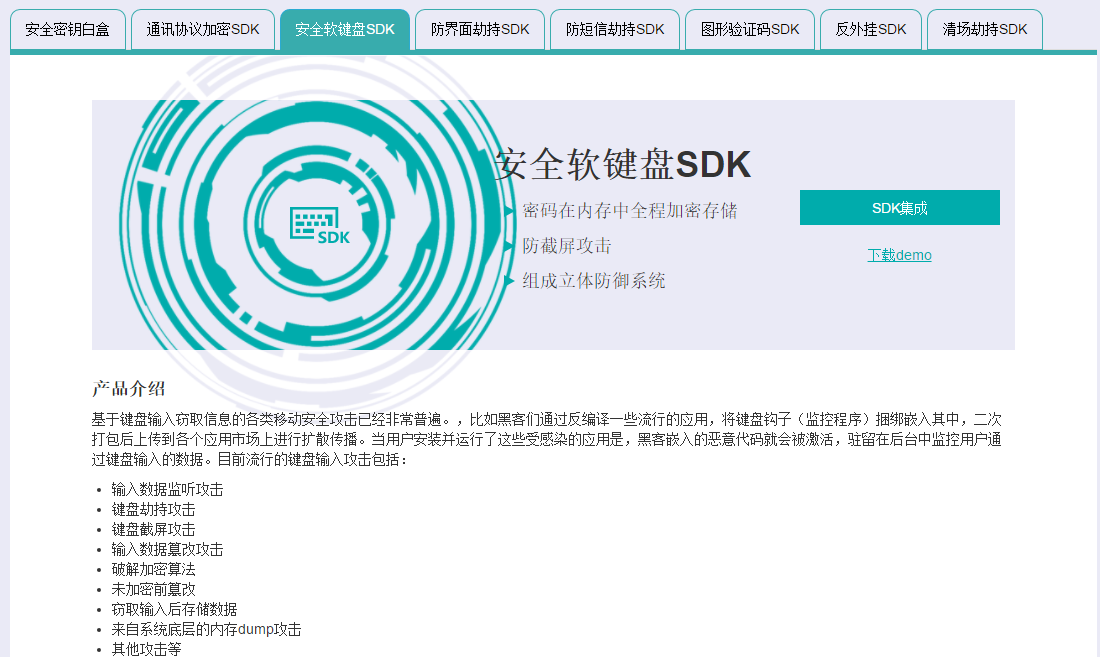 安全密钥白盒 通讯协议加密SDK 安全软键盘SDK 防界面劫持SDK 防短信劫持SDK 图形验证码SDK 反外挂SDK 清场劫持SDK
安全软键盘SDK
密码在内存中全程加密存储
防截屏攻击
组成立体防御系统
SDK
SDK集成
下载demo
产品介绍
基于键盘输入窃取信息的各类移动安全攻击已经非常普遍。，比如黑客们通过反编译一些流行的应用，将键盘钩子（监控程序）捆绑嵌入其中，二次
打包后上传到各个应用市场上进行扩散传播。当用户安装并运行了这些受感染的应用是，黑客嵌入的恶意代码就会被激活，驻留在后台中监控用户通
过键盘输入的数据。目前流行的键盘输入攻击包括：
• 输入数据监听攻击
• 键盘劫持攻击
• 键盘截屏攻击
• 输入数据篡改攻击
• 破解加密算法
• 未加密前篡改
• 窃取输入后存储数据
• 来自系统底层的内存dump攻击
• 其他攻击等